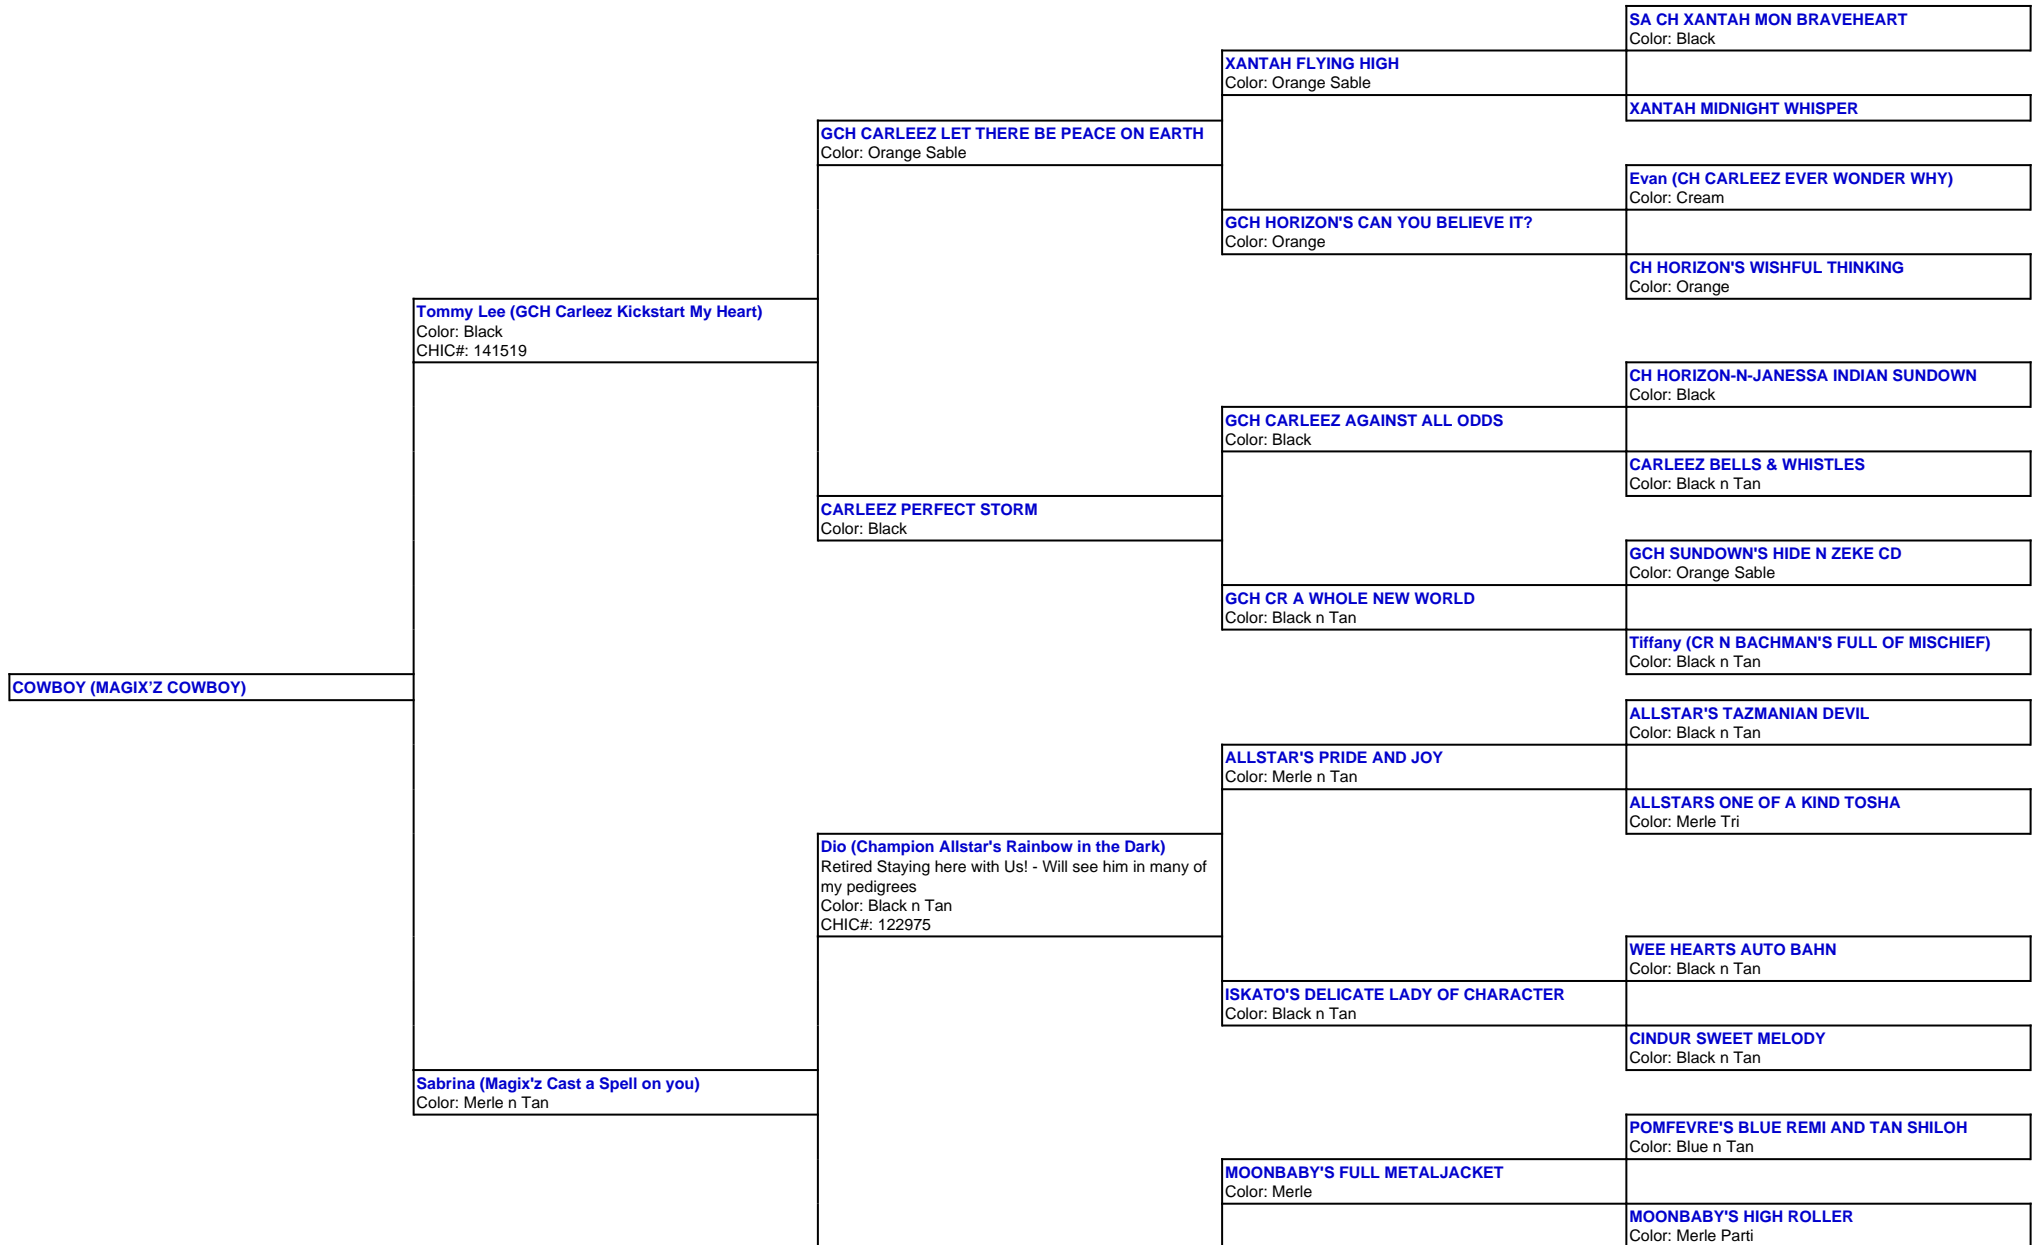 SA CH XANTAH MON BRAVEHEART
Color: Black
XANTAH FLYING HIGH
Color: Orange Sable
XANTAH MIDNIGHT WHISPER
GCH CARLEEZ LET THERE BE PEACE ON EARTH
Color: Orange Sable
Evan (CH CARLEEZ EVER WONDER WHY)
Color: Cream
GCH HORIZON'S CAN YOU BELIEVE IT?
Color: Orange
CH HORIZON'S WISHFUL THINKING
Color: Orange
Tommy Lee (GCH Carleez Kickstart My Heart)
Color: Black
CHIC#: 141519
CH HORIZON-N-JANESSA INDIAN SUNDOWN
Color: Black
GCH CARLEEZ AGAINST ALL ODDS
Color: Black
CARLEEZ BELLS & WHISTLES
Color: Black n Tan
CARLEEZ PERFECT STORM
Color: Black
GCH SUNDOWN'S HIDE N ZEKE CD
Color: Orange Sable
GCH CR A WHOLE NEW WORLD
Color: Black n Tan
Tiffany (CR N BACHMAN'S FULL OF MISCHIEF)
Color: Black n Tan
COWBOY (MAGIX’Z COWBOY)
ALLSTAR'S TAZMANIAN DEVIL
Color: Black n Tan
ALLSTAR'S PRIDE AND JOY
Color: Merle n Tan
ALLSTARS ONE OF A KIND TOSHA
Color: Merle Tri
Dio (Champion Allstar's Rainbow in the Dark)
Retired Staying here with Us! - Will see him in many of
my pedigrees
Color: Black n Tan
CHIC#: 122975
WEE HEARTS AUTO BAHN
Color: Black n Tan
ISKATO'S DELICATE LADY OF CHARACTER
Color: Black n Tan
CINDUR SWEET MELODY
Color: Black n Tan
Sabrina (Magix'z Cast a Spell on you)
Color: Merle n Tan
POMFEVRE'S BLUE REMI AND TAN SHILOH
Color: Blue n Tan
MOONBABY'S FULL METALJACKET
Color: Merle
MOONBABY'S HIGH ROLLER
Color: Merle Parti